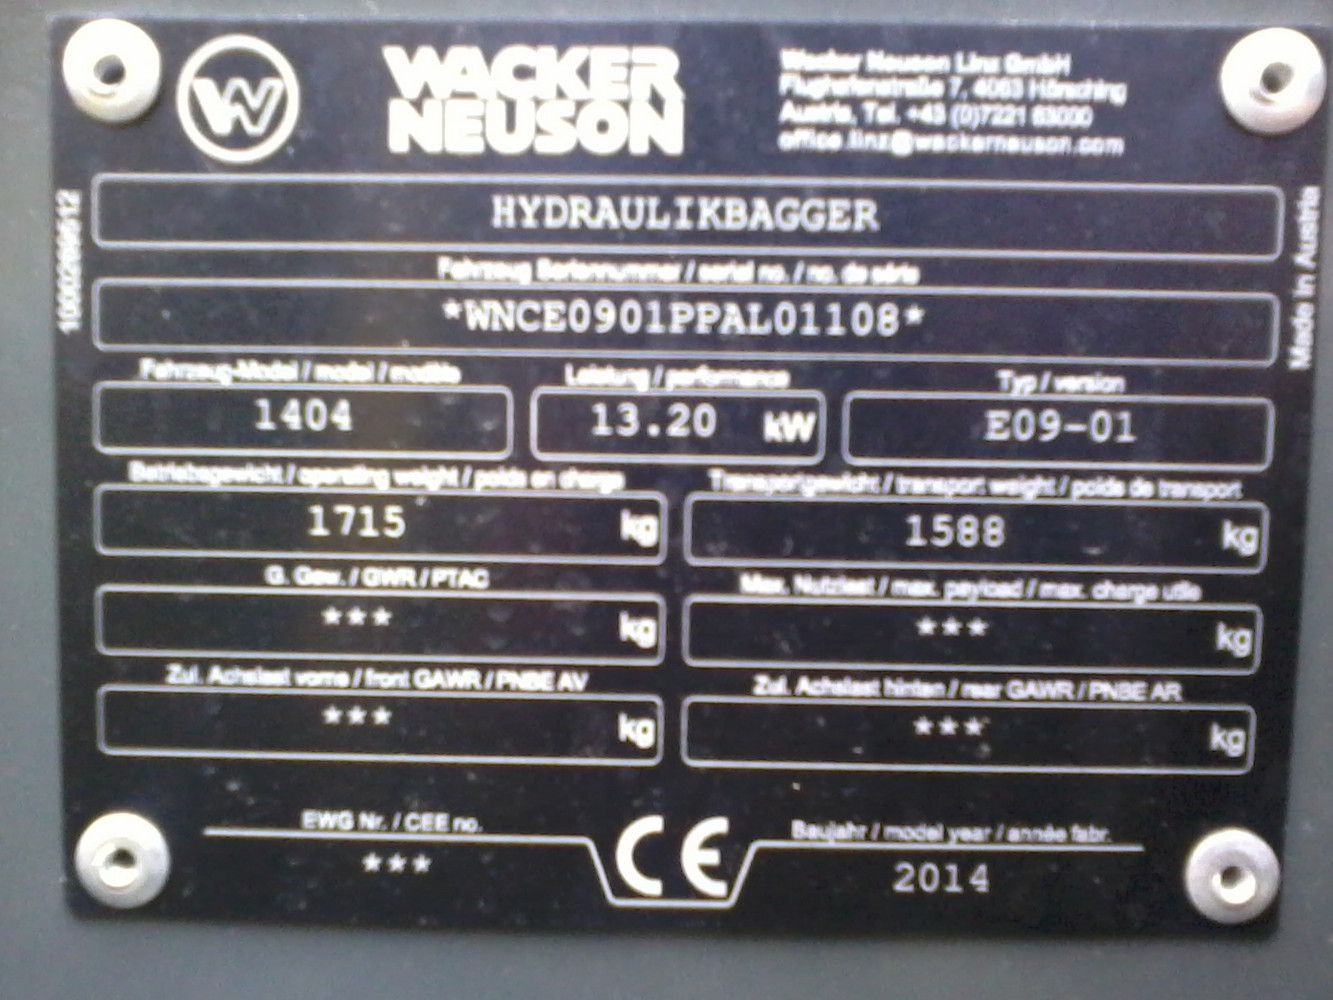 WACKER
NEUSON
Wacker Neuson Linz GmbH
Flughafenstraße 7, 4063 Hörsching
Austria, Tel. +43 (0)7221 63000
office.linz@wackerneuson.com
HYDRAULIKBAGGER
Fahrzeug Seriennummer / serial no. / no. de série
*WNCE0901PPAL01108*
Fahrzeug-Model / model / modèle
Leistung / performance
Typ / version
1404
13.20 kW
E09-01
Betriebsgewicht / operating weight / poids en charge
Transportgewicht / transport weight / poids de transport
1715 kg
1588 kg
G. Gew. / GWR / PTAC
Max. Nutzlast / max. payload / max. charge utile
*** kg
*** kg
Zul. Achslast vorne / front GAWR / PNBE AV
Zul. Achslast hinten / rear GAWR / PNBE AR
*** kg
*** kg
EWG Nr. / CEE no.
***
CE
Baujahr / model year / année fabr.
2014
Made in Austria